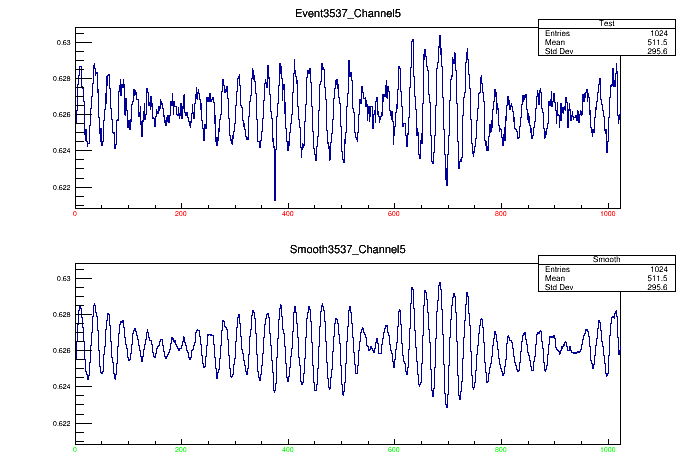 Event3537_Channel5
Test
Entries 1024
Mean 511.5
Std Dev 295.6
0.63
0.628
0.626
0.624
0.622
0 200 400 600 800 1000
Smooth3537_Channel5
Smooth
Entries 1024
Mean 511.5
Std Dev 295.6
0.63
0.628
0.626
0.624
0.622
0 200 400 600 800 1000